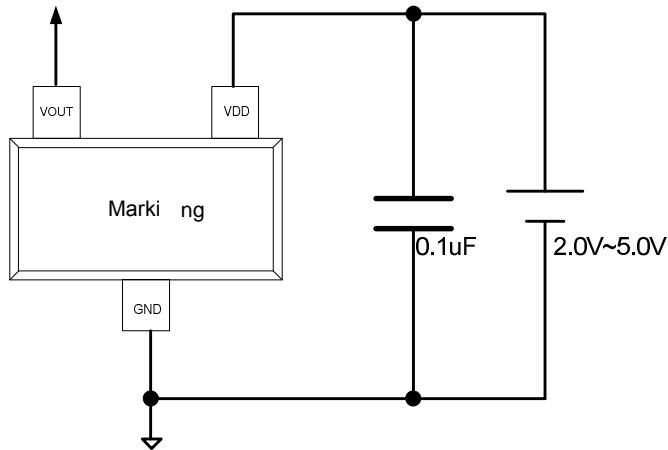 VOUT
VDD
Marki ng
0.1uF
2.0V~5.0V
GND